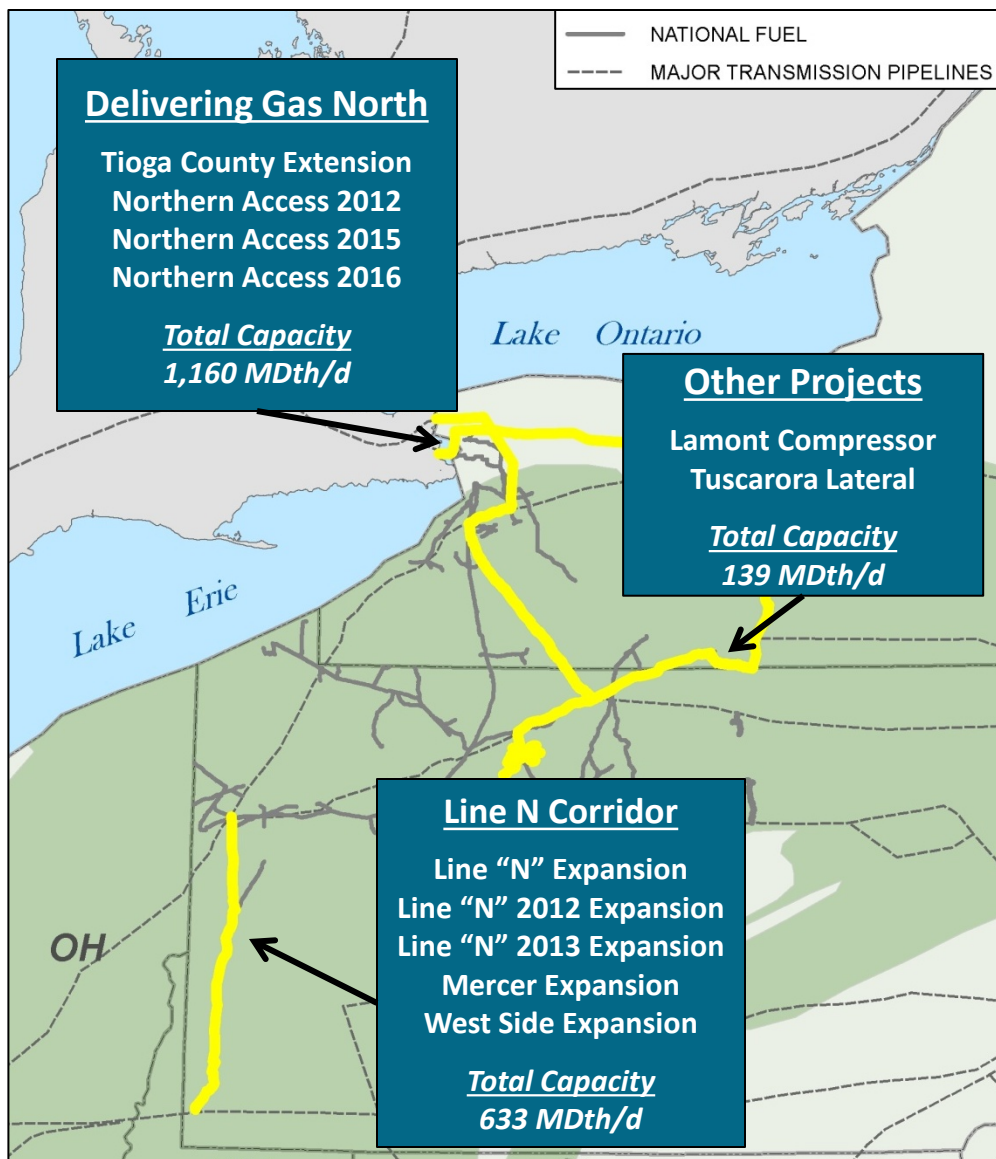 NATIONAL FUEL
MAJOR TRANSMISSION PIPELINES
Delivering Gas North
Tioga County Extension
Northern Access 2012
Northern Access 2015
Northern Access 2016
Total Capacity
1,160 MDth/d
Lake Ontario
Other Projects
Lamont Compressor
Tuscarora Lateral
Total Capacity
139 MDth/d
Lake Erie
Line N Corridor
Line “N” Expansion
Line “N” 2012 Expansion
Line “N” 2013 Expansion
Mercer Expansion
West Side Expansion
Total Capacity
633 MDth/d
OH